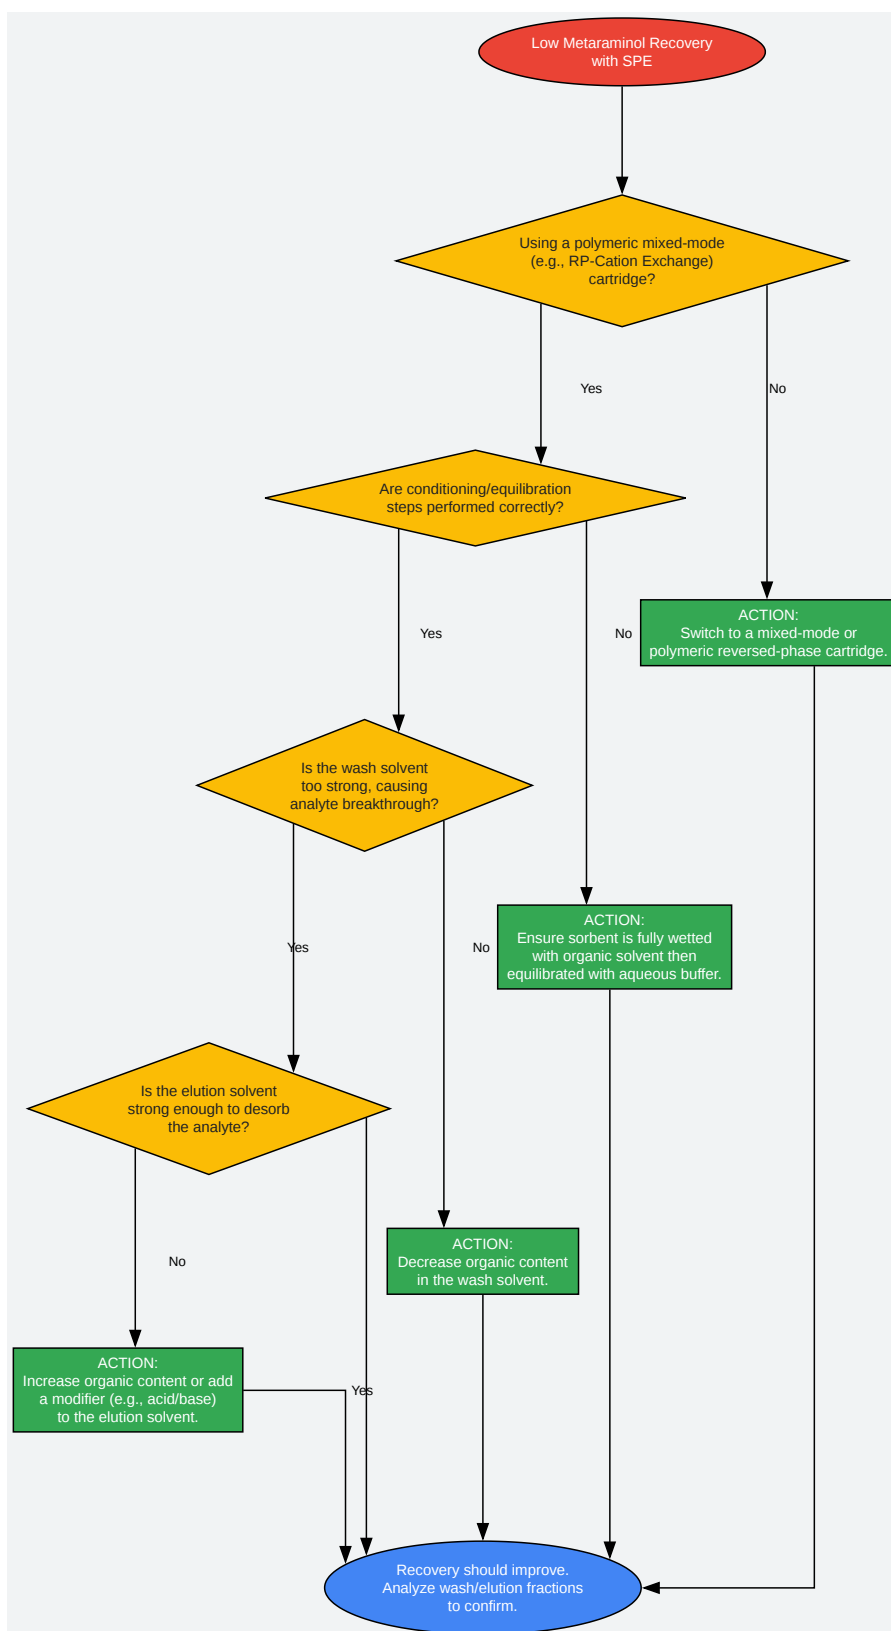 Low Metaraminol Recovery
with SPE
Using a polymeric mixed-mode
(e.g., RP-Cation Exchange)
cartridge?
Yes
No
Are conditioning/equilibration
steps performed correctly?
Yes
No
ACTION:
Switch to a mixed-mode or
polymeric reversed-phase cartridge.
Is the wash solvent
too strong, causing
analyte breakthrough?
Yes
No
ACTION:
Ensure sorbent is fully wetted
with organic solvent then
equilibrated with aqueous buffer.
Is the elution solvent
strong enough to desorb
the analyte?
No
ACTION:
Decrease organic content
in the wash solvent.
ACTION:
Increase organic content or add
a modifier (e.g., acid/base)
to the elution solvent.
Yes
Recovery should improve.
Analyze wash/elution fractions
to confirm.